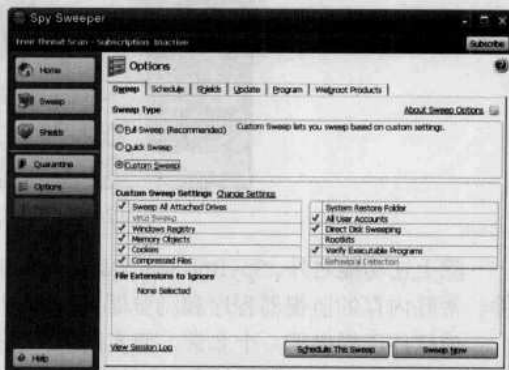 Spy Sweeper
Free Threat Scan - Subscription Inactive
Subscribe
Home
Sweep
Shields
Quarantine
Options
Help
Options
Sweep Schedule Shields Update Program Webroot Products
Sweep Type
About Sweep Options
Full Sweep (Recommended)
Custom Sweep lets you sweep based on custom settings.
Quick Sweep
Custom Sweep
Custom Sweep Settings Change Settings
Sweep All Attached Drives
Virus Sweep
Windows Registry
Memory Objects
Cookies
Compressed Files
System Restore Folder
All User Accounts
Direct Disk Sweeping
Rootkits
Verify Executable Programs
Behavioral Detection
File Extensions to Ignore
None Selected
View Session Log
Schedule This Sweep
Sweep Now